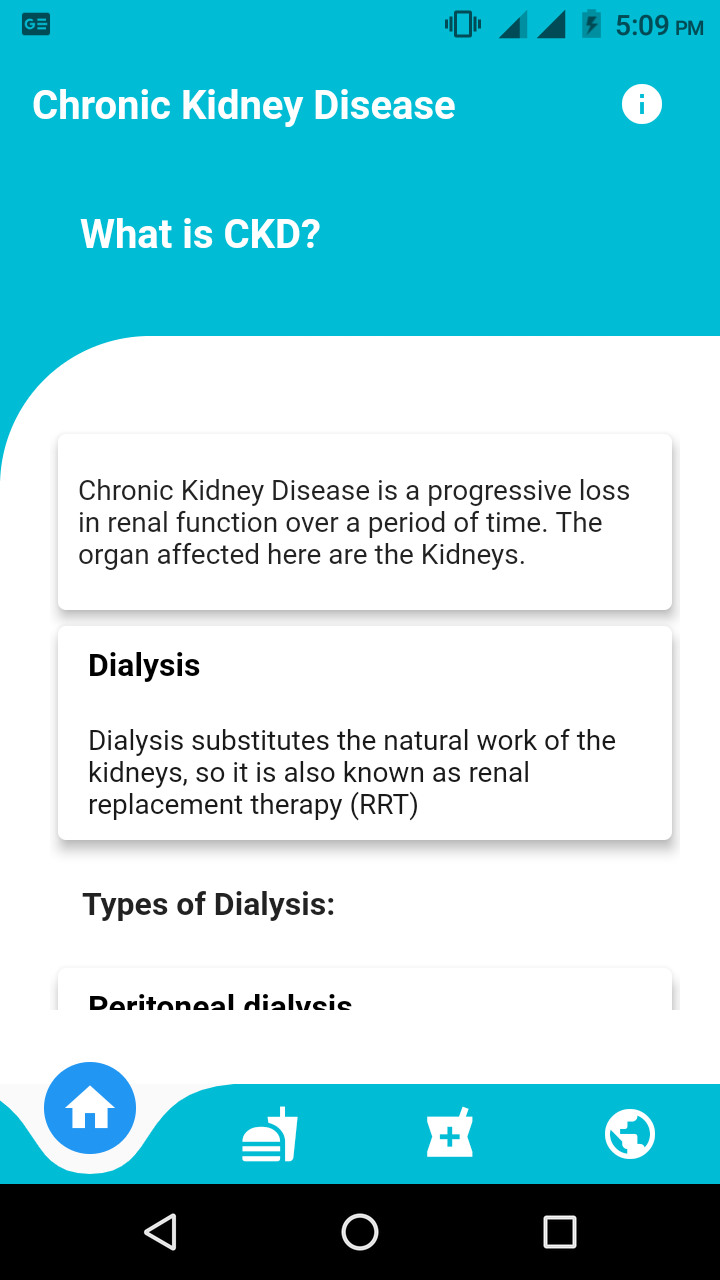 5:09 PM
Chronic Kidney Disease
What is CKD?
Chronic Kidney Disease is a progressive loss
in renal function over a period of time. The
organ affected here are the Kidneys.
Dialysis
Dialysis substitutes the natural work of the
kidneys, so it is also known as renal
replacement therapy (RRT)
Types of Dialysis:
Peritoneal dialysis